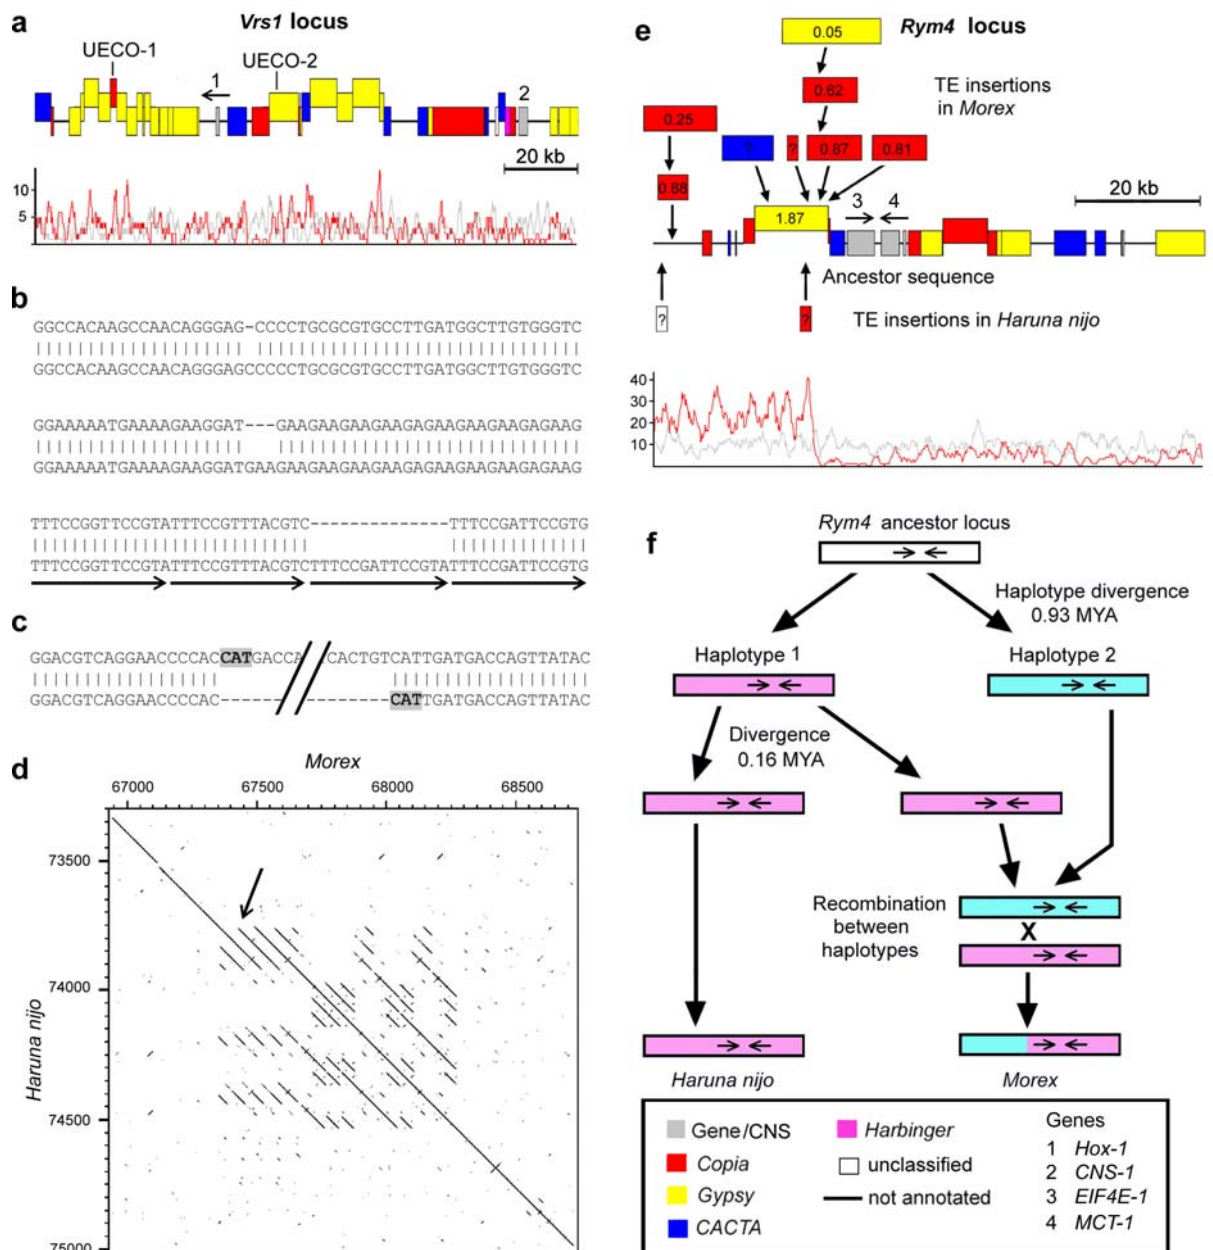 a
Vrs1 locus
UECO-1
UECO-2
1
2
20 kb
10
5
b
GGCCACAAGCCAACAGGGAG-CCCCTGCGCGTGCCTTGATGGCTTGTGGGTC
GGCCACAAGCCAACAGGGAGCCCCCTGCGCGTGCCTTGATGGCTTGTGGGTC
GGAAAAATGAAAAGAAGGAT---GAAGAAGAAGAAGAGAAGAAGAAGAGAAG
GGAAAAATGAAAAGAAGGATGAAGAAGAAGAAGAGAAGAAGAAGAGAAG
TTTCCGGTTCCGTATTTCCGTTTACGTC--------------TTTCCGATTCCGTG
TTTCCGGTTCCGTATTTCCGTTTACGTCTTTCCGATTCCGTATTTCCGATTCCGTG
c
GGACGTCAGGAACCCCACCATGACCA CACTGTCATTGATGACCAGTTATAC
GGACGTCAGGAACCCCAC------ ------CATTGATGACCAGTTATAC
d
Morex
67000 67500 68000 68500
Haruna nijo
73500
74000
74500
75000
e
Rym4 locus
0.05
TE insertions
in Morex
0.62
0.25
? ? 0.87 0.81
0.88
20 kb
3 4
1.87
Ancestor sequence
? ?
TE insertions in Haruna nijo
40
30
20
10
f
Rym4 ancestor locus
Haplotype divergence
0.93 MYA
Haplotype 1
Haplotype 2
Divergence
0.16 MYA
Recombination
between
haplotypes
X
Haruna nijo
Morex
Gene/CNS
Copia
Gypsy
CACTA
Harbinger
unclassified
not annotated
Genes
1 Hox-1
2 CNS-1
3 EIF4E-1
4 MCT-1